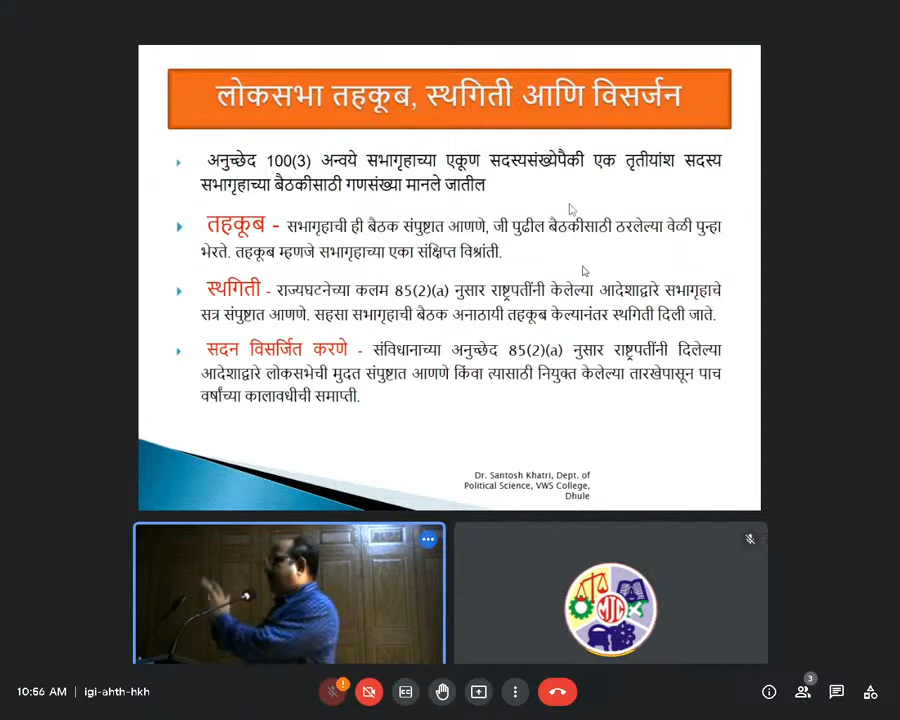 लोकसभा तहकूब, स्थगिती आणि विसर्जन
अनुच्छेद 100(3) अन्वये सभागृहाच्या एकूण सदस्यसंख्येपैकी एक तृतीयांश सदस्य
सभागृहाच्या बैठकीसाठी गणसंख्या मानले जातील
तहकूब - सभागृहाची ही बैठक संपुष्टात आणणे, जी पुढील बैठकीसाठी ठरलेल्या वेळी पुन्हा
भेरते. तहकूब म्हणजे सभागृहाच्या एका संक्षिप्त विश्रांती.
स्थगिती - राज्यघटनेच्या कलम 85(2)(a) नुसार राष्ट्रपतींनी केलेल्या आदेशाद्वारे सभागृहाचे
सत्र संपुष्टात आणणे. सहसा सभागृहाची बैठक अनाठायी तहकूब केल्यानंतर स्थगिती दिली जाते.
सदन विसर्जित करणे - संविधानाच्या अनुच्छेद 85(2)(a) नुसार राष्ट्रपतींनी दिलेल्या
आदेशाद्वारे लोकसभेची मुदत संपुष्टात आणणे किंवा त्यासाठी नियुक्त केलेल्या तारखेपासून पाच
वर्षांच्या कालावधीची समाप्ती.
Dr. Santosh Khatri, Dept. of
Political Science, VWS College,
Dhule
MJC
3
10:56 AM | igi-ahth-hkh